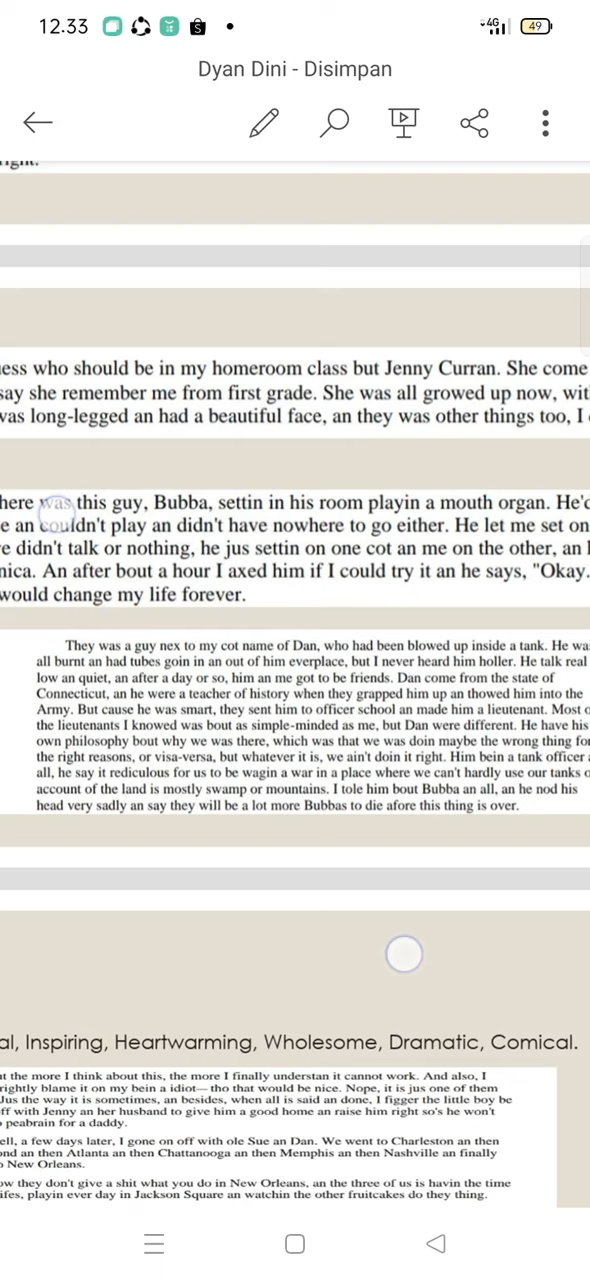 12.33
4G
49
Dyan Dini - Disimpan
ess who should be in my homeroom class but Jenny Curran. She come
say she remember me from first grade. She was all growed up now, wit
was long-legged an had a beautiful face, an they was other things too, I
here was this guy, Bubba, settin in his room playin a mouth organ. He'd
e an couldn't play an didn't have nowhere to go either. He let me set on
e didn't talk or nothing, he jus settin on one cot an me on the other, an
nica. An after bout a hour I axed him if I could try it an he says, "Okay.
would change my life forever.
They was a guy nex to my cot name of Dan, who had been blowed up inside a tank. He wa
all burnt an had tubes goin in an out of him everplace, but I never heard him holler. He talk real
low an quiet, an after a day or so, him an me got to be friends. Dan come from the state of
Connecticut, an he were a teacher of history when they grapped him up an thowed him into the
Army. But cause he was smart, they sent him to officer school an made him a lieutenant. Most o
the lieutenants I knowed was bout as simple-minded as me, but Dan were different. He have his
own philosophy bout why we was there, which was that we was doin maybe the wrong thing for
the right reasons, or visa-versa, but whatever it is, we ain't doin it right. Him bein a tank officer
all, he say it rediculous for us to be wagin a war in a place where we can't hardly use our tanks o
account of the land is mostly swamp or mountains. I tole him bout Bubba an all, an he nod his
head very sadly an say they will be a lot more Bubbas to die afore this thing is over.
al, Inspiring, Heartwarming, Wholesome, Dramatic, Comical.
t the more I think about this, the more I finally understan it cannot work. And also, I
rightly blame it on my bein a idiot— tho that would be nice. Nope, it is jus one of them
Jus the way it is sometimes, an besides, when all is said an done, I figger the little boy be
ff with Jenny an her husband to give him a good home an raise him right so's he won't
peabrain for a daddy.
ell, a few days later, I gone on off with ole Sue an Dan. We went to Charleston an then
ond an then Atlanta an then Chattanooga an then Memphis an then Nashville an finally
New Orleans.
ow they don't give a shit what you do in New Orleans, an the three of us is havin the time
ifes, playin ever day in Jackson Square an watchin the other fruitcakes do they thing.